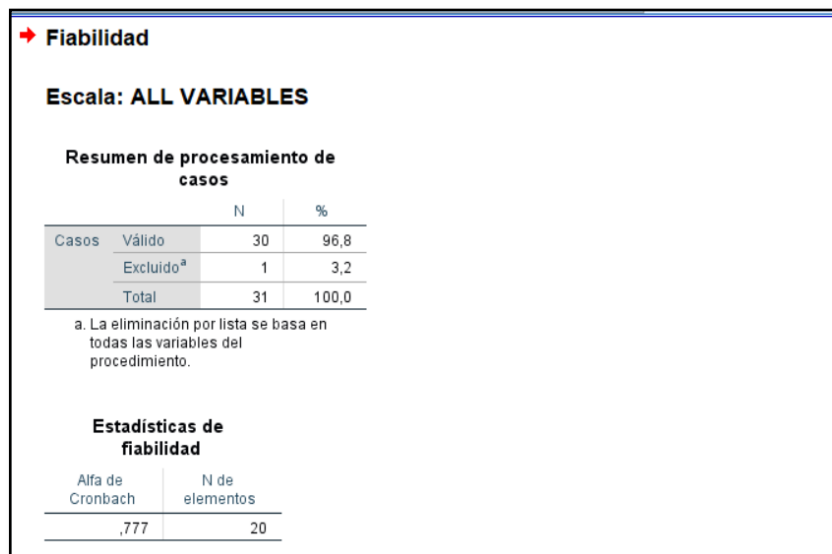 Fiabilidad
Escala: ALL VARIABLES
Resumen de procesamiento de
casos
N %
Casos Válido 30 96,8
Excluido^a 1 3,2
Total 31 100,0
a. La eliminación por lista se basa en
todas las variables del
procedimiento.
Estadísticas de
fiabilidad
Alfa de N de
Cronbach elementos
,777 20